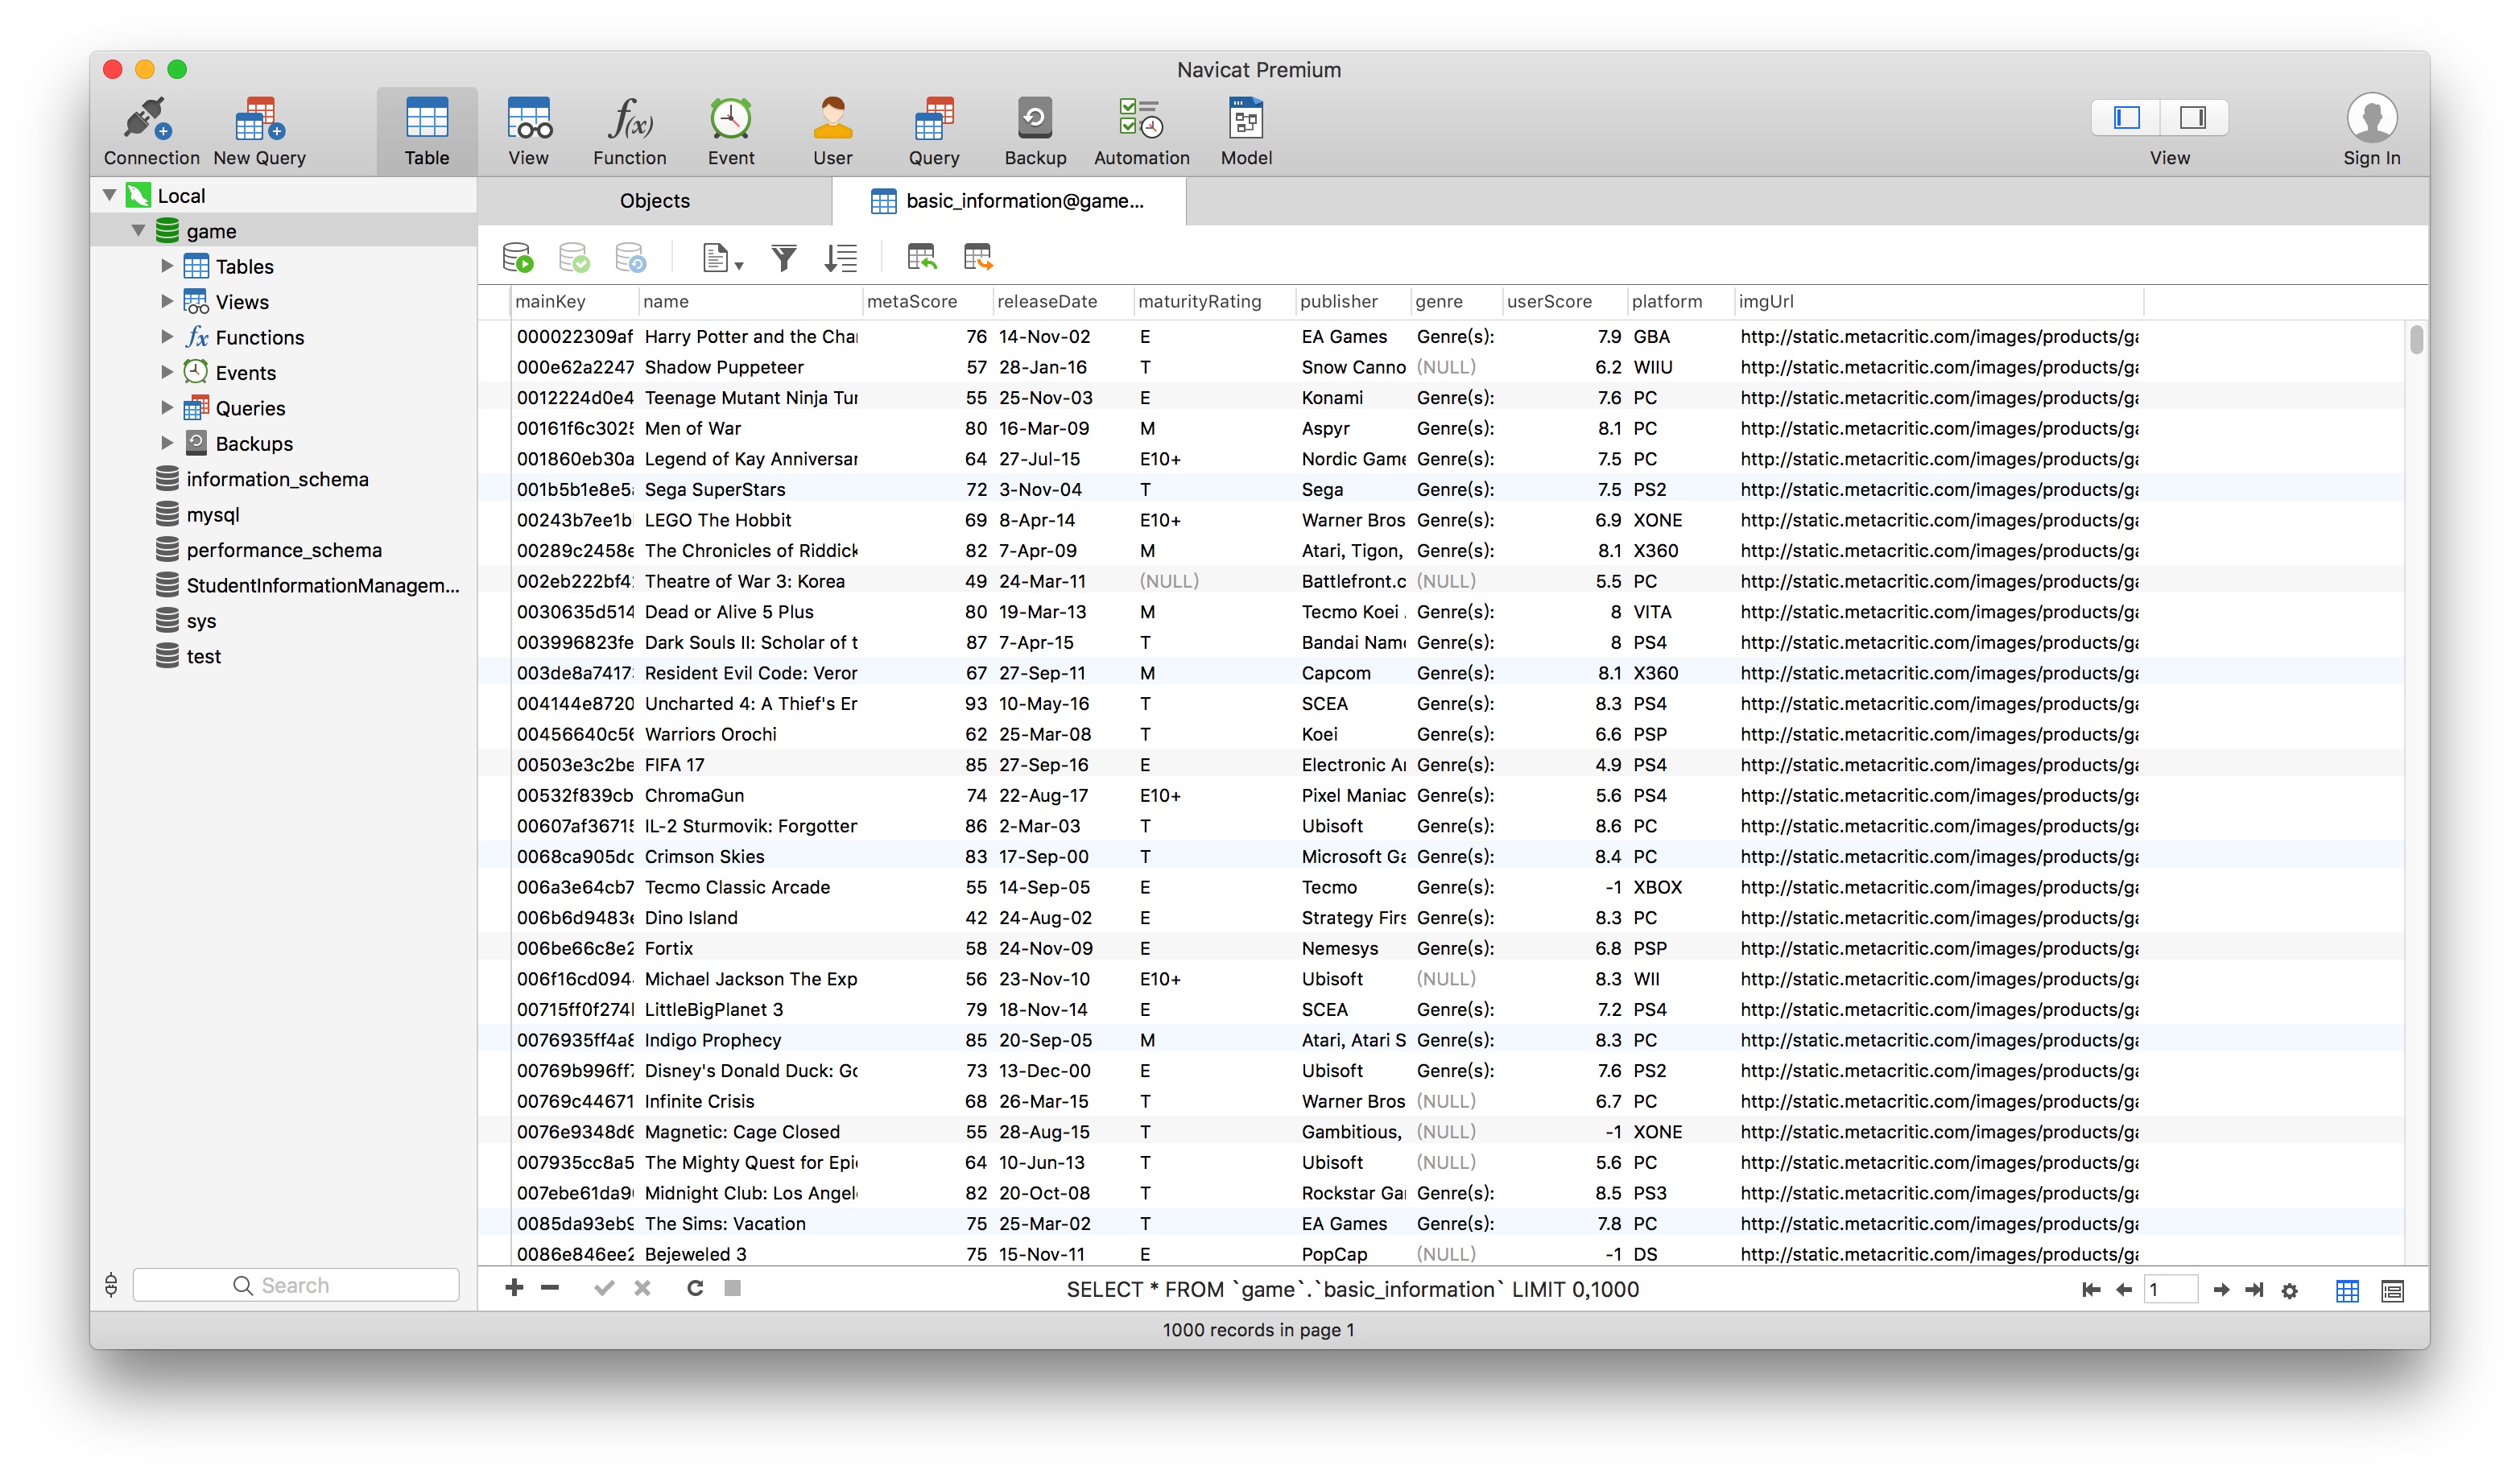 Navicat Premium
Connection New Query Table View Function Event User Query Backup Automation Model View Sign In
Local
game
Tables
Views
Functions
Events
Queries
Backups
information_schema
mysql
performance_schema
StudentInformationManagem...
sys
test
Search
Objects basic_information@game...
mainKey name metaScore releaseDate maturityRating publisher genre userScore platform imgUrl
000022309af Harry Potter and the Char 76 14-Nov-02 E EA Games Genre(s): 7.9 GBA http://static.metacritic.com/images/products/ga
000e62a2247 Shadow Puppeteer 57 28-Jan-16 T Snow Canno (NULL) 6.2 WIIU http://static.metacritic.com/images/products/ga
0012224d0e4 Teenage Mutant Ninja Tur 55 25-Nov-03 E Konami Genre(s): 7.6 PC http://static.metacritic.com/images/products/ga
00161f6c3025 Men of War 80 16-Mar-09 M Aspyr Genre(s): 8.1 PC http://static.metacritic.com/images/products/ga
001860eb30a Legend of Kay Anniversar 64 27-Jul-15 E10+ Nordic Game Genre(s): 7.5 PC http://static.metacritic.com/images/products/ga
001b5b1e8e5a Sega SuperStars 72 3-Nov-04 T Sega Genre(s): 7.5 PS2 http://static.metacritic.com/images/products/ga
00243b7ee1b LEGO The Hobbit 69 8-Apr-14 E10+ Warner Bros Genre(s): 6.9 XONE http://static.metacritic.com/images/products/ga
00289c2458e The Chronicles of Riddick 82 7-Apr-09 M Atari, Tigon, Genre(s): 8.1 X360 http://static.metacritic.com/images/products/ga
002eb222bf4 Theatre of War 3: Korea 49 24-Mar-11 (NULL) Battlefront.c (NULL) 5.5 PC http://static.metacritic.com/images/products/ga
0030635d514 Dead or Alive 5 Plus 80 19-Mar-13 M Tecmo Koei Genre(s): 8 VITA http://static.metacritic.com/images/products/ga
003996823fe Dark Souls II: Scholar of t 87 7-Apr-15 T Bandai Namc Genre(s): 8 PS4 http://static.metacritic.com/images/products/ga
003de8a7417 Resident Evil Code: Veror 67 27-Sep-11 M Capcom Genre(s): 8.1 X360 http://static.metacritic.com/images/products/ga
004144e8720 Uncharted 4: A Thief's Er 93 10-May-16 T SCEA Genre(s): 8.3 PS4 http://static.metacritic.com/images/products/ga
00456640c56 Warriors Orochi 62 25-Mar-08 T Koei Genre(s): 6.6 PSP http://static.metacritic.com/images/products/ga
00503e3c2be FIFA 17 85 27-Sep-16 E Electronic Ar Genre(s): 4.9 PS4 http://static.metacritic.com/images/products/ga
00532f839cb ChromaGun 74 22-Aug-17 E10+ Pixel Maniac Genre(s): 5.6 PS4 http://static.metacritic.com/images/products/ga
00607af36715 IL-2 Sturmovik: Forgotter 86 2-Mar-03 T Ubisoft Genre(s): 8.6 PC http://static.metacritic.com/images/products/ga
0068ca905dc Crimson Skies 83 17-Sep-00 T Microsoft Ga Genre(s): 8.4 PC http://static.metacritic.com/images/products/ga
006a3e64cb7 Tecmo Classic Arcade 55 14-Sep-05 E Tecmo Genre(s): -1 XBOX http://static.metacritic.com/images/products/ga
006b6d9483e Dino Island 42 24-Aug-02 E Strategy Firs Genre(s): 8.3 PC http://static.metacritic.com/images/products/ga
006be66c8e2 Fortix 58 24-Nov-09 E Nemesys Genre(s): 6.8 PSP http://static.metacritic.com/images/products/ga
006f16cd094 Michael Jackson The Exp 56 23-Nov-10 E10+ Ubisoft (NULL) 8.3 WII http://static.metacritic.com/images/products/ga
00715ff0f274 LittleBigPlanet 3 79 18-Nov-14 E SCEA Genre(s): 7.2 PS4 http://static.metacritic.com/images/products/ga
0076935ff4a8 Indigo Prophecy 85 20-Sep-05 M Atari, Atari S Genre(s): 8.3 PC http://static.metacritic.com/images/products/ga
00769b996ff7 Disney's Donald Duck: Go 73 13-Dec-00 E Ubisoft Genre(s): 7.6 PS2 http://static.metacritic.com/images/products/ga
00769c44671 Infinite Crisis 68 26-Mar-15 T Warner Bros (NULL) 6.7 PC http://static.metacritic.com/images/products/ga
0076e9348d6 Magnetic: Cage Closed 55 28-Aug-15 T Gambitious, (NULL) -1 XONE http://static.metacritic.com/images/products/ga
007935cc8a5 The Mighty Quest for Epi 64 10-Jun-13 T Ubisoft (NULL) 5.6 PC http://static.metacritic.com/images/products/ga
007ebe61da9 Midnight Club: Los Angel 82 20-Oct-08 T Rockstar Gar Genre(s): 8.5 PS3 http://static.metacritic.com/images/products/ga
0085da93eb9 The Sims: Vacation 75 25-Mar-02 T EA Games Genre(s): 7.8 PC http://static.metacritic.com/images/products/ga
0086e846ee2 Bejeweled 3 75 15-Nov-11 E PopCap (NULL) -1 DS http://static.metacritic.com/images/products/ga
SELECT * FROM `game`.`basic_information` LIMIT 0,1000
1
1000 records in page 1